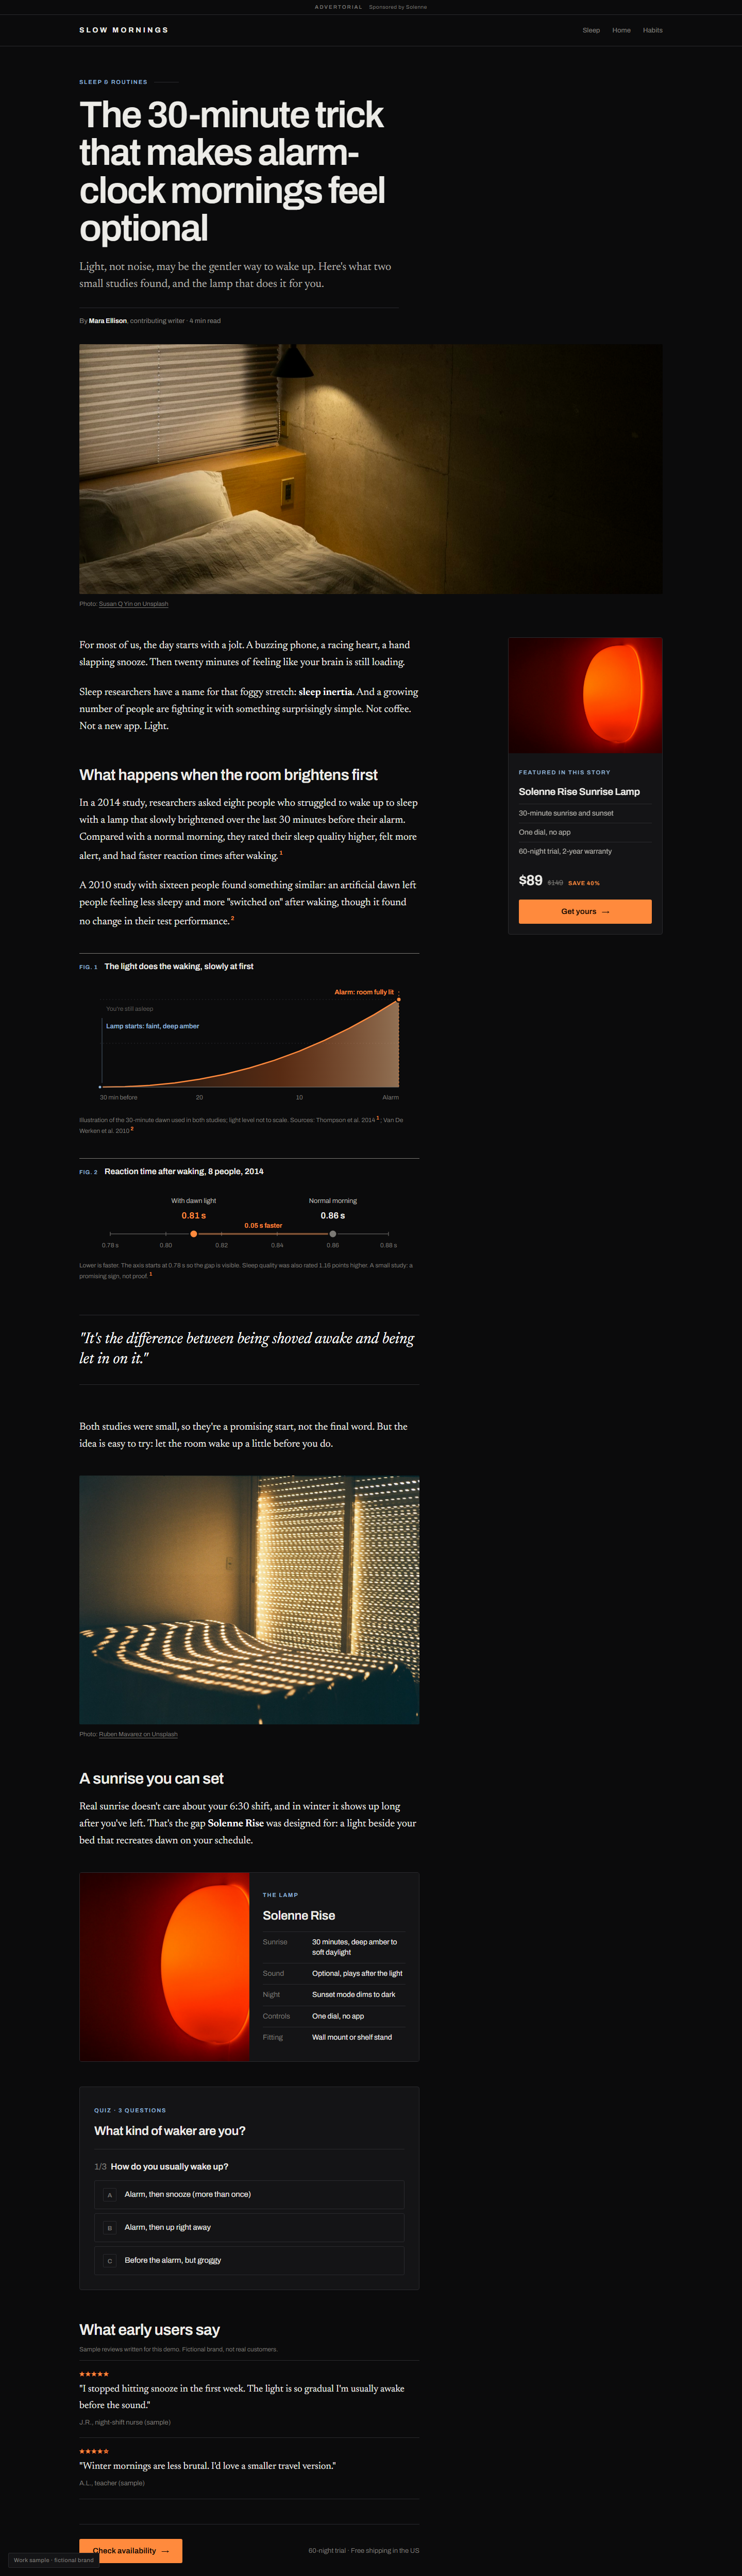 ADVERTORIAL Sponsored by Solenne
SLOW MORNINGS
Sleep Home Habits
SLEEP & ROUTINES
The 30-minute trick
that makes alarm-
clock mornings feel
optional
Light, not noise, may be the gentler way to wake up. Here's what two
small studies found, and the lamp that does it for you.
By Mara Ellison, contributing writer · 4 min read
Photo: Susan Q Yin on Unsplash
For most of us, the day starts with a jolt. A buzzing phone, a racing heart, a hand
slapping snooze. Then twenty minutes of feeling like your brain is still loading.
Sleep researchers have a name for that foggy stretch: sleep inertia. And a growing
number of people are fighting it with something surprisingly simple. Not coffee.
Not a new app. Light.
What happens when the room brightens first
In a 2014 study, researchers asked eight people who struggled to wake up to sleep
with a lamp that slowly brightened over the last 30 minutes before their alarm.
Compared with a normal morning, they rated their sleep quality higher, felt more
alert, and had faster reaction times after waking. 1
A 2010 study with sixteen people found something similar: an artificial dawn left
people feeling less sleepy and more "switched on" after waking, though it found
no change in their test performance. 2
FEATURED IN THIS STORY
Solenne Rise Sunrise Lamp
30-minute sunrise and sunset
One dial, no app
60-night trial, 2-year warranty
$89 $149 SAVE 40%
Get yours →
FIG. 1 The light does the waking, slowly at first
Alarm: room fully lit
You're still asleep
Lamp starts: faint, deep amber
30 min before 20 10 Alarm
Illustration of the 30-minute dawn used in both studies; light level not to scale. Sources: Thompson et al. 2014 1; Van De
Werken et al. 2010 2
FIG. 2 Reaction time after waking, 8 people, 2014
With dawn light Normal morning
0.81 s 0.86 s
0.05 s faster
0.78 s 0.80 0.82 0.84 0.86 0.88 s
Lower is faster. The axis starts at 0.78 s so the gap is visible. Sleep quality was also rated 1.16 points higher. A small study: a
promising sign, not proof. 1
"It's the difference between being shoved awake and being
let in on it."
Both studies were small, so they're a promising start, not the final word. But the
idea is easy to try: let the room wake up a little before you do.
Photo: Ruben Mavarez on Unsplash
A sunrise you can set
Real sunrise doesn't care about your 6:30 shift, and in winter it shows up long
after you've left. That's the gap Solenne Rise was designed for: a light beside your
bed that recreates dawn on your schedule.
THE LAMP
Solenne Rise
Sunrise 30 minutes, deep amber to
soft daylight
Sound Optional, plays after the light
Night Sunset mode dims to dark
Controls One dial, no app
Fitting Wall mount or shelf stand
QUIZ · 3 QUESTIONS
What kind of waker are you?
1/3 How do you usually wake up?
A Alarm, then snooze (more than once)
B Alarm, then up right away
C Before the alarm, but groggy
What early users say
Sample reviews written for this demo. Fictional brand, not real customers.
★★★★★
"I stopped hitting snooze in the first week. The light is so gradual I'm usually awake
before the sound."
J.R., night-shift nurse (sample)
★★★★☆
"Winter mornings are less brutal. I'd love a smaller travel version."
A.L., teacher (sample)
Check availability →
60-night trial · Free shipping in the US
Work sample · fictional brand